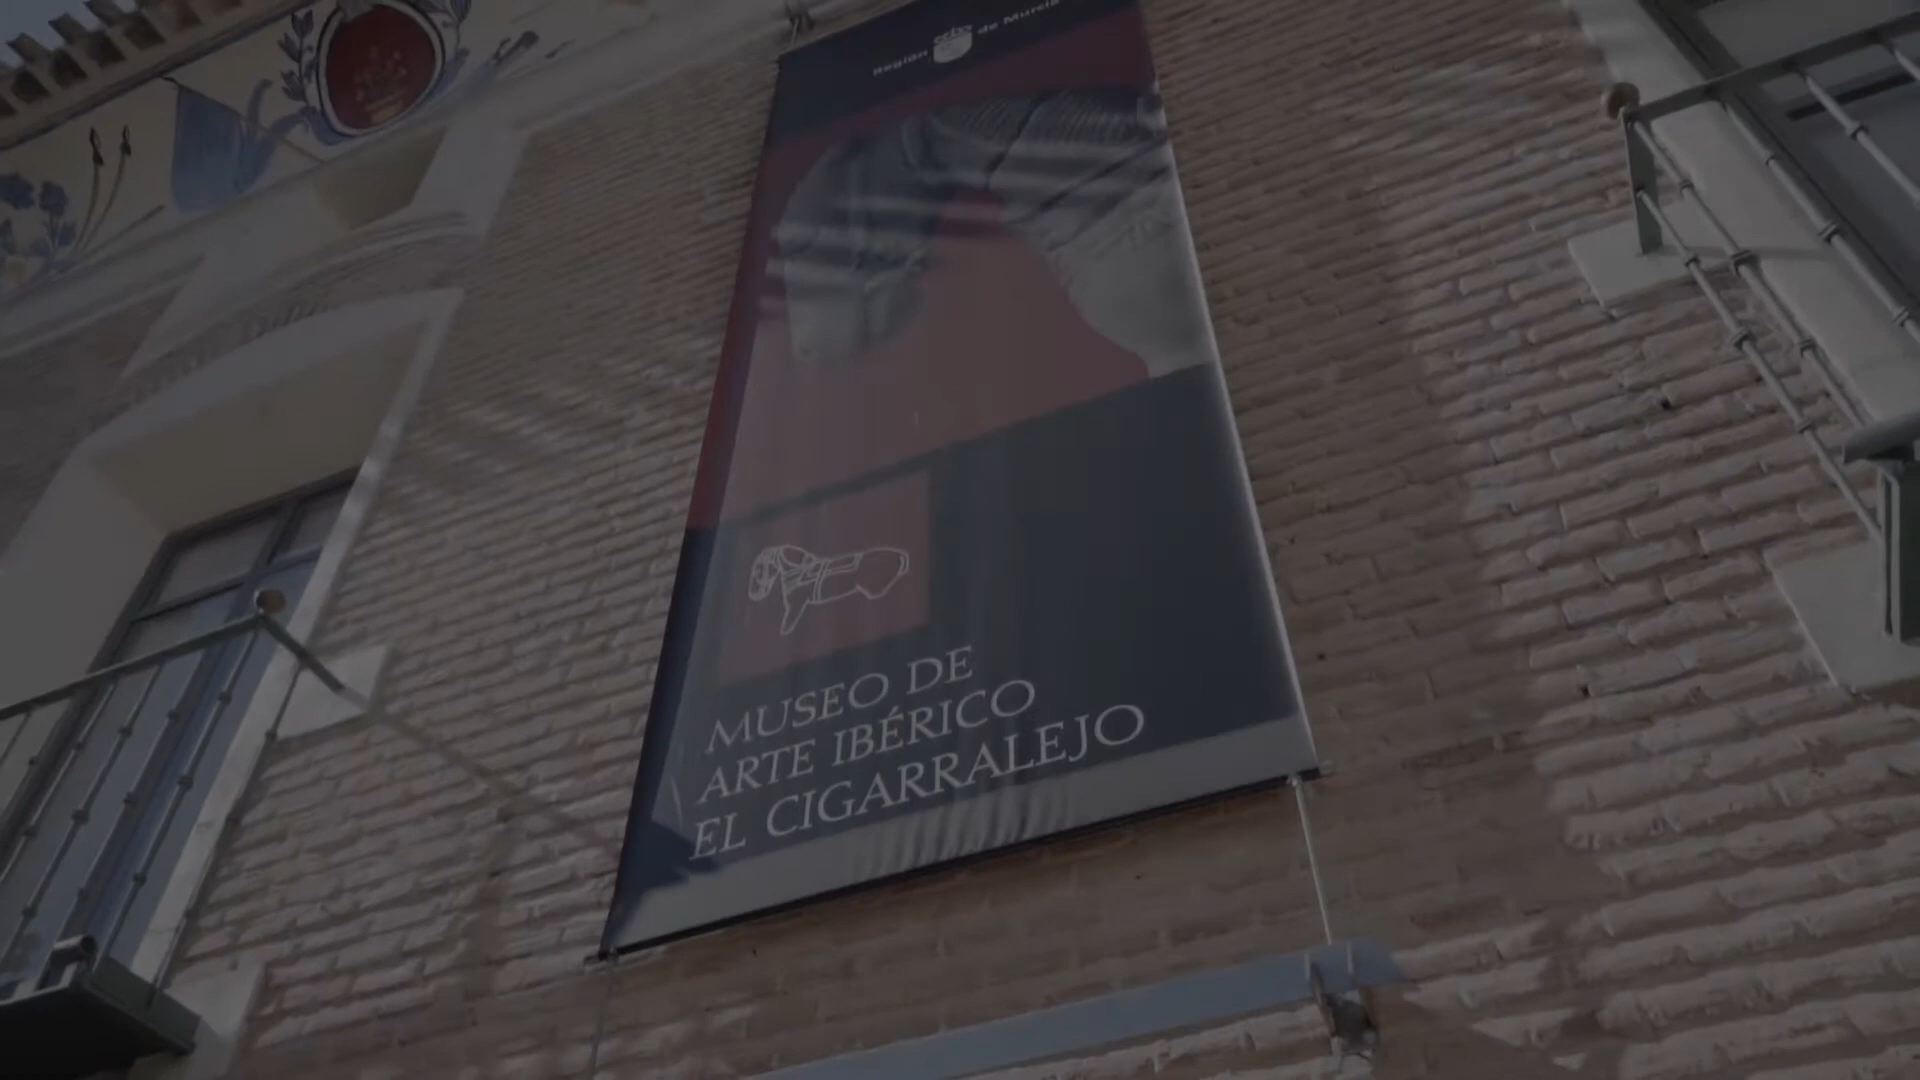 Región de Murcia
MUSEO DE
ARTE IBÉRICO
EL CIGARRALEJO